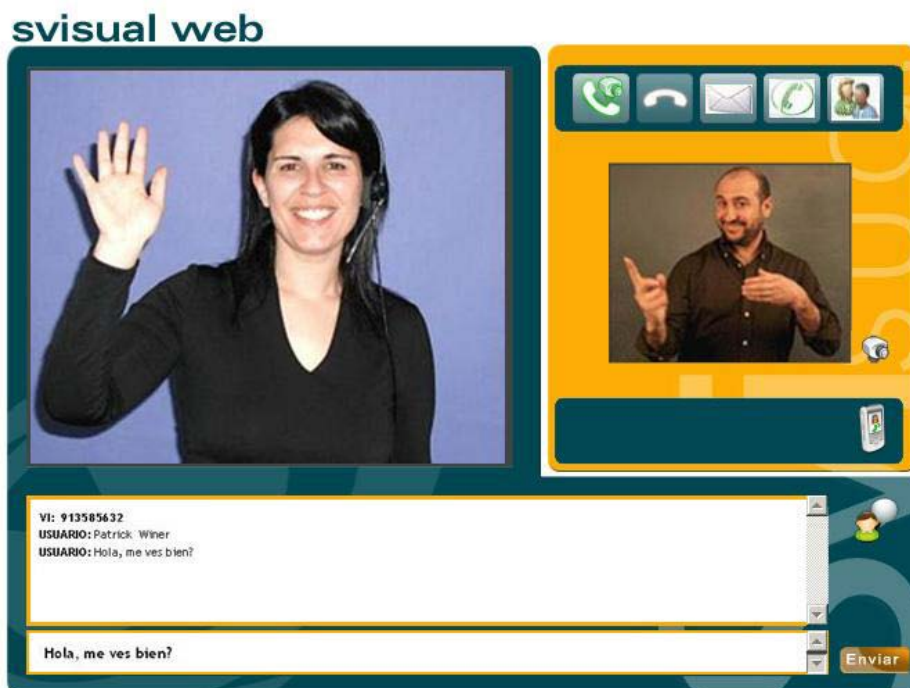 svisual web
VI: 913585632
USUARIO: Patrick Winer
USUARIO: Hola, me ves bien?
Hola, me ves bien?
Enviar